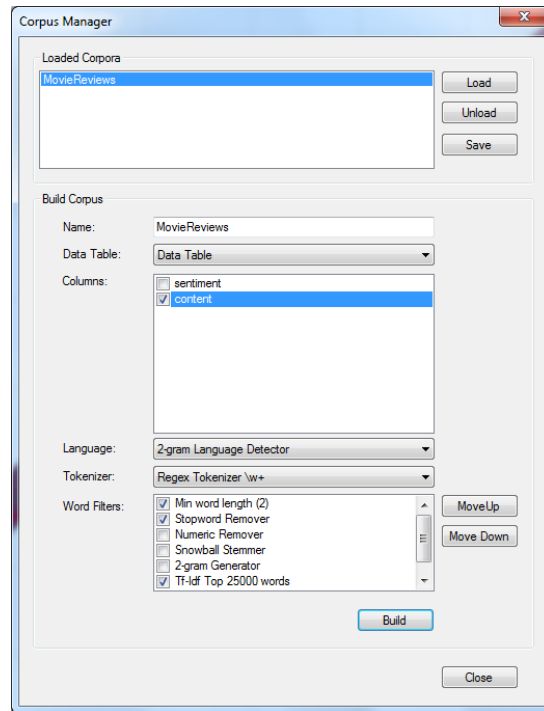 Corpus Manager
Loaded Corpora
MovieReviews
Load
Unload
Save
Build Corpus
Name: MovieReviews
Data Table: Data Table
Columns: sentiment
content
Language: 2-gram Language Detector
Tokenizer: Regex Tokenizer \w+
Word Filters: Min word length (2)
Stopword Remover
Numeric Remover
Snowball Stemmer
2-gram Generator
Tf-Idf Top 25000 words
MoveUp
Move Down
Build
Close